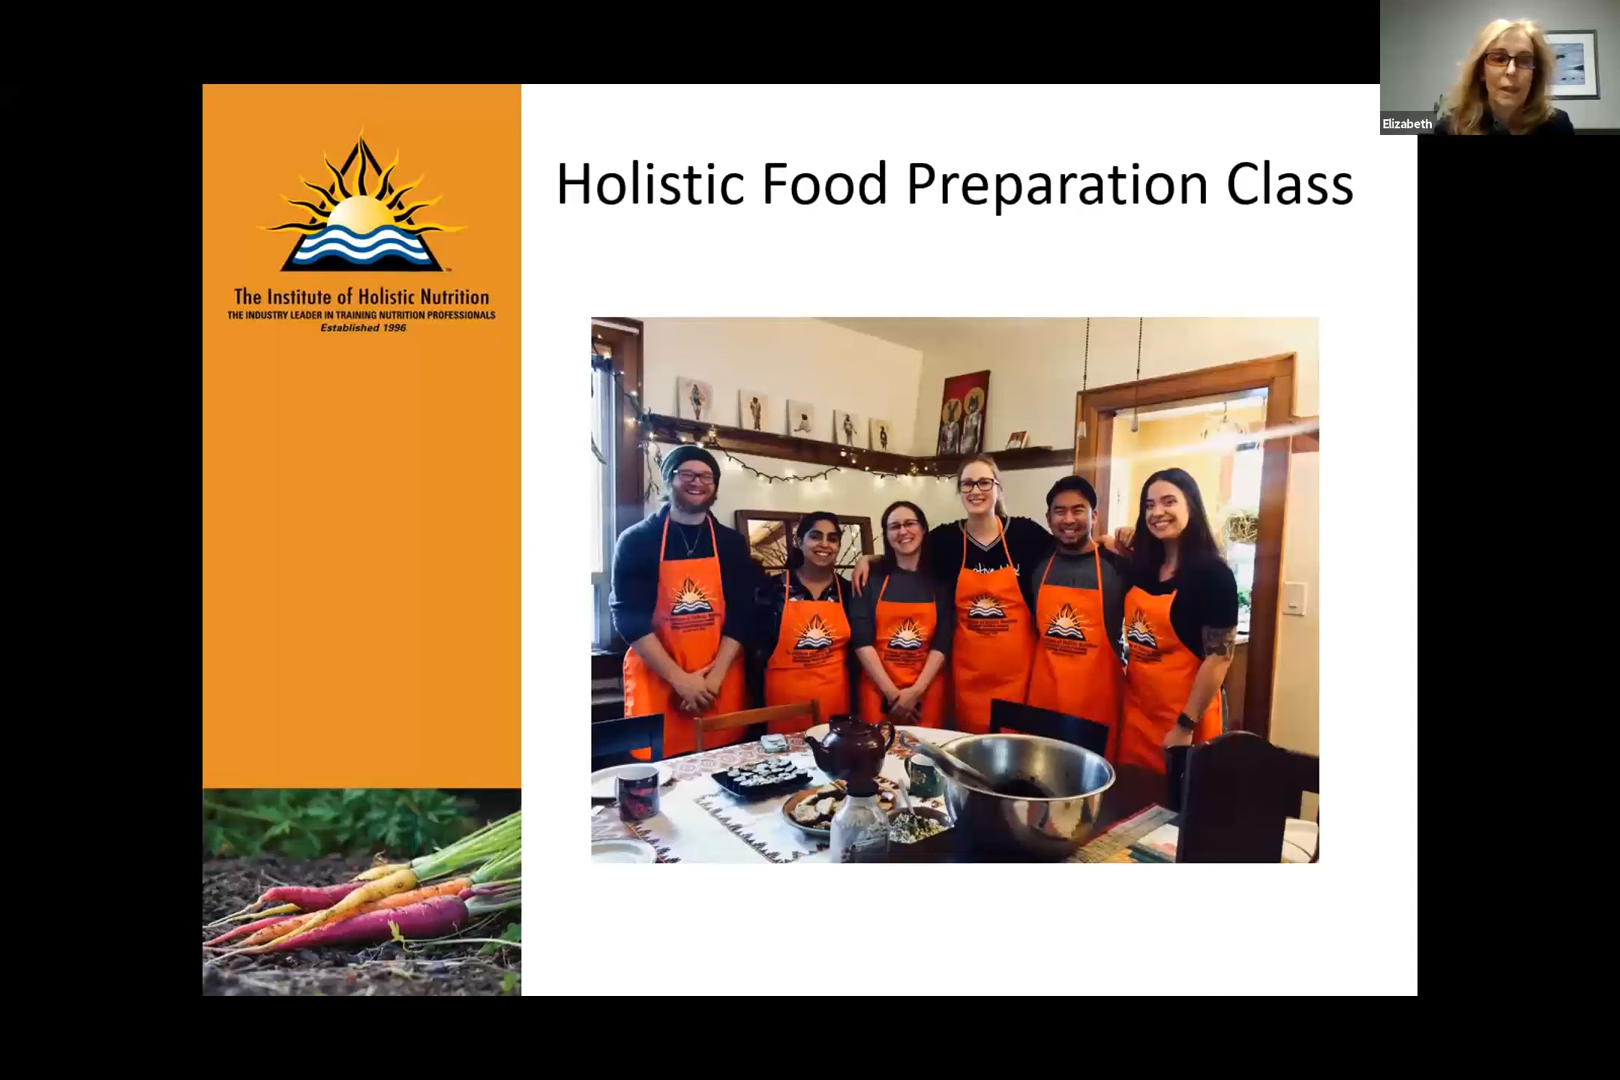 Elizabeth
Holistic Food Preparation Class
The Institute of Holistic Nutrition
THE INDUSTRY LEADER IN TRAINING NUTRITION PROFESSIONALS
Established 1996